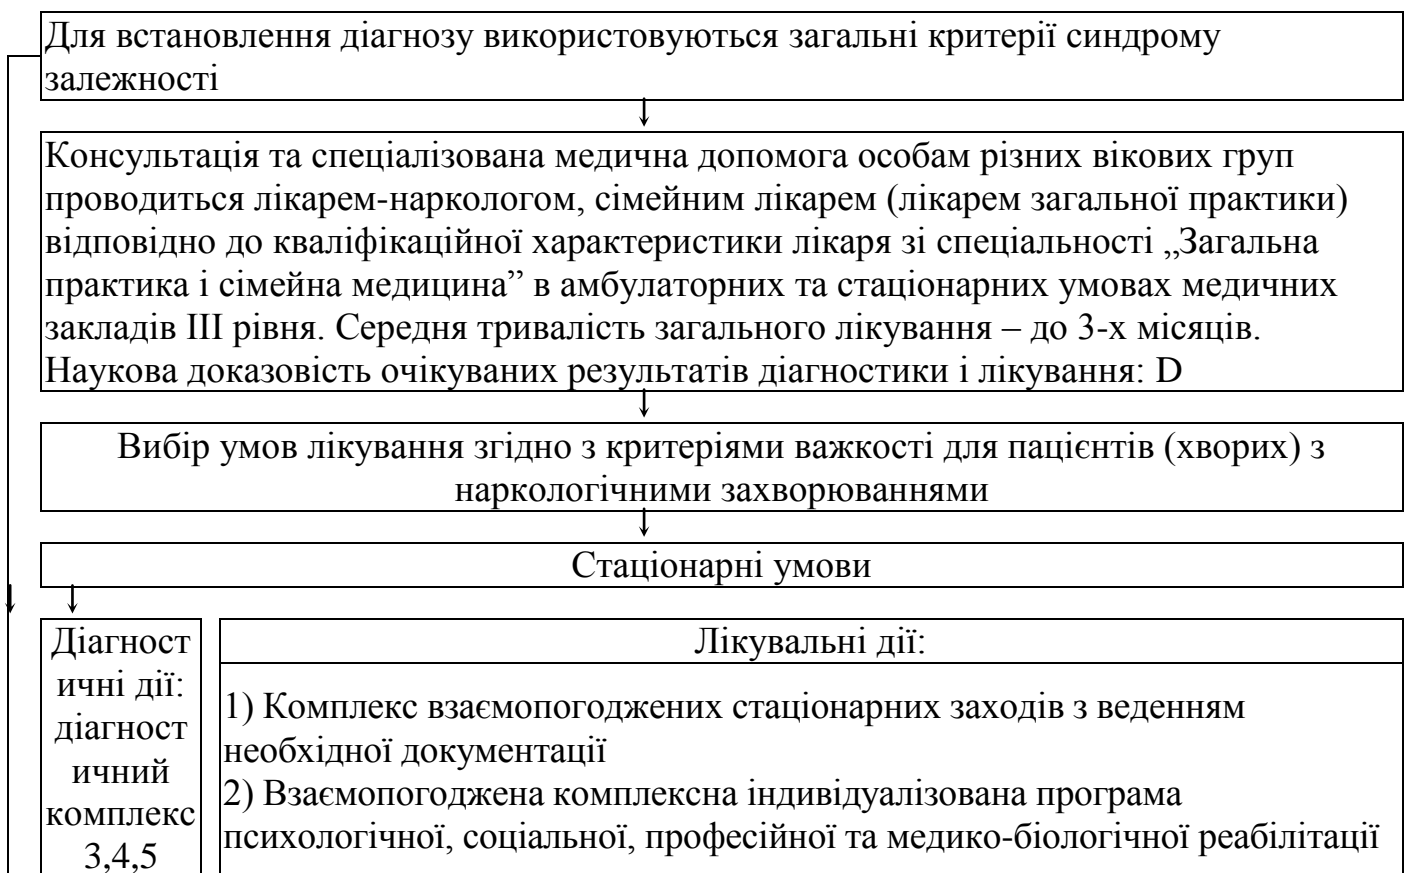 Для встановлення діагнозу використовуються загальні критерії синдрому
залежності
Консультація та спеціалізована медична допомога особам різних вікових груп
проводиться лікарем-наркологом, сімейним лікарем (лікарем загальної практики)
відповідно до кваліфікаційної характеристики лікаря зі спеціальності „Загальна
практика і сімейна медицина” в амбулаторних та стаціонарних умовах медичних
закладів III рівня. Середня тривалість загального лікування – до 3-х місяців.
Наукова доказовість очікуваних результатів діагностики і лікування: D
Вибір умов лікування згідно з критеріями важкості для пацієнтів (хворих) з
наркологічними захворюваннями
Стаціонарні умови
Діагност
ичні дії:
діагност
ичний
комплекс
3,4,5
Лікувальні дії:
1) Комплекс взаємопогоджених стаціонарних заходів з веденням
необхідної документації
2) Взаємопогоджена комплексна індивідуалізована програма
психологічної, соціальної, професійної та медико-біологічної реабілітації